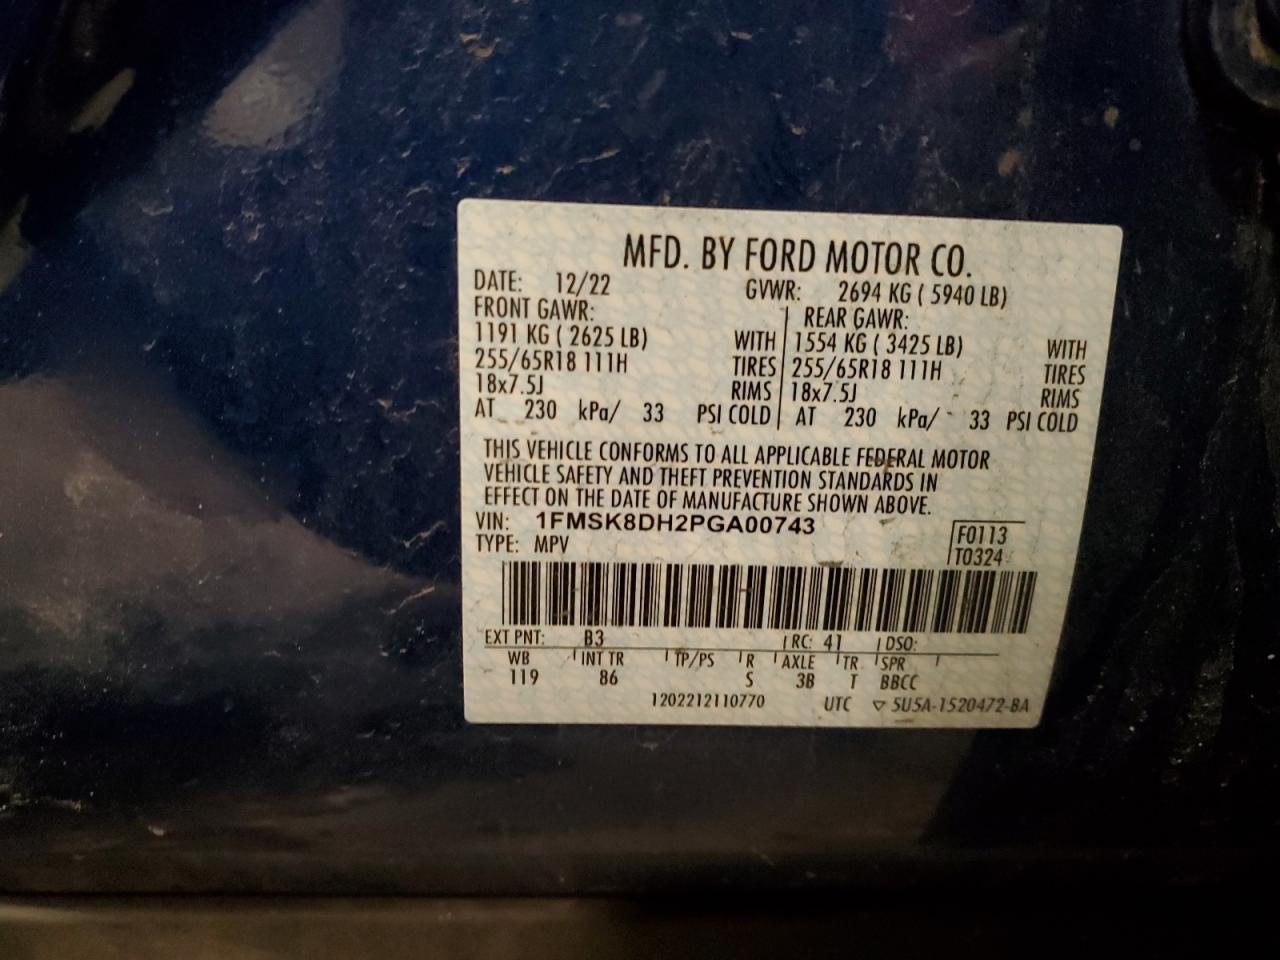 MFD. BY FORD MOTOR CO.
DATE: 12/22 GVWR: 2694 KG ( 5940 LB)
FRONT GAWR: REAR GAWR:
1191 KG ( 2625 LB) WITH 1554 KG ( 3425 LB) WITH
255/65R18 111H TIRES 255/65R18 111H TIRES
18x7.5J RIMS 18x7.5J RIMS
AT 230 kPa/ 33 PSI COLD AT 230 kPa/ 33 PSI COLD
THIS VEHICLE CONFORMS TO ALL APPLICABLE FEDERAL MOTOR
VEHICLE SAFETY AND THEFT PREVENTION STANDARDS IN
EFFECT ON THE DATE OF MANUFACTURE SHOWN ABOVE.
VIN: 1FMSK8DH2PGA00743
TYPE: MPV
F0113
T0324
EXT PNT: B3 RC: 41 DSO:
WB INT TR TP/PS R AXLE TR SPR
119 86 S 3B T BBCC
1202212110770 UTC ▽ 5U5A-1520472-BA